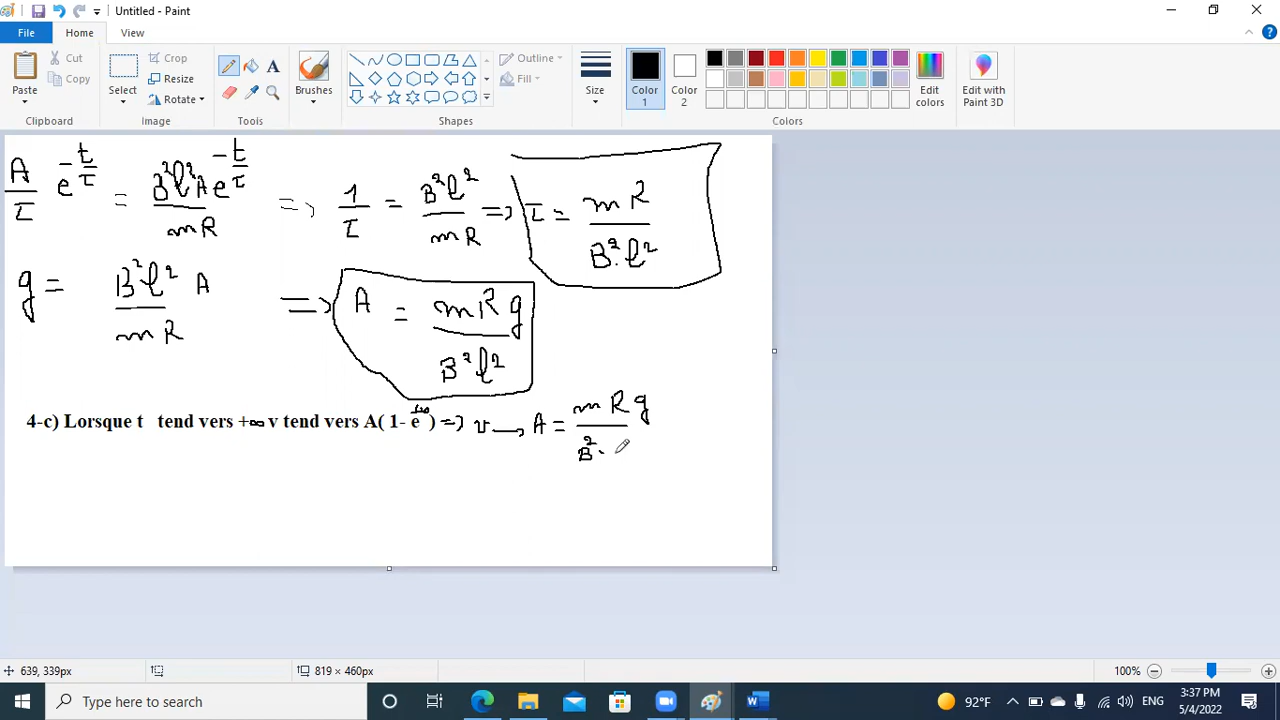 Untitled - Paint
File Home View
Paste Cut Copy Clipboard
Select Crop Resize Rotate Image
Tools
Brushes
Shapes Outline Fill
Size
Color 1 Color 2 Edit colors Colors
Edit with Paint 3D
A/τ e^(-t/τ) = B²l²A e^(-t/τ) / mR => 1/τ = B²l² / mR => τ = mR / B².l²
g = B²l² / mR A => A = mRg / B²l²
4-c) Lorsque t tend vers +∞ v tend vers A( 1- e^(-∞)) => v → A = mRg / B².
639, 339px 819 × 460px 100%
Type here to search 92°F ENG 3:37 PM
5/4/2022